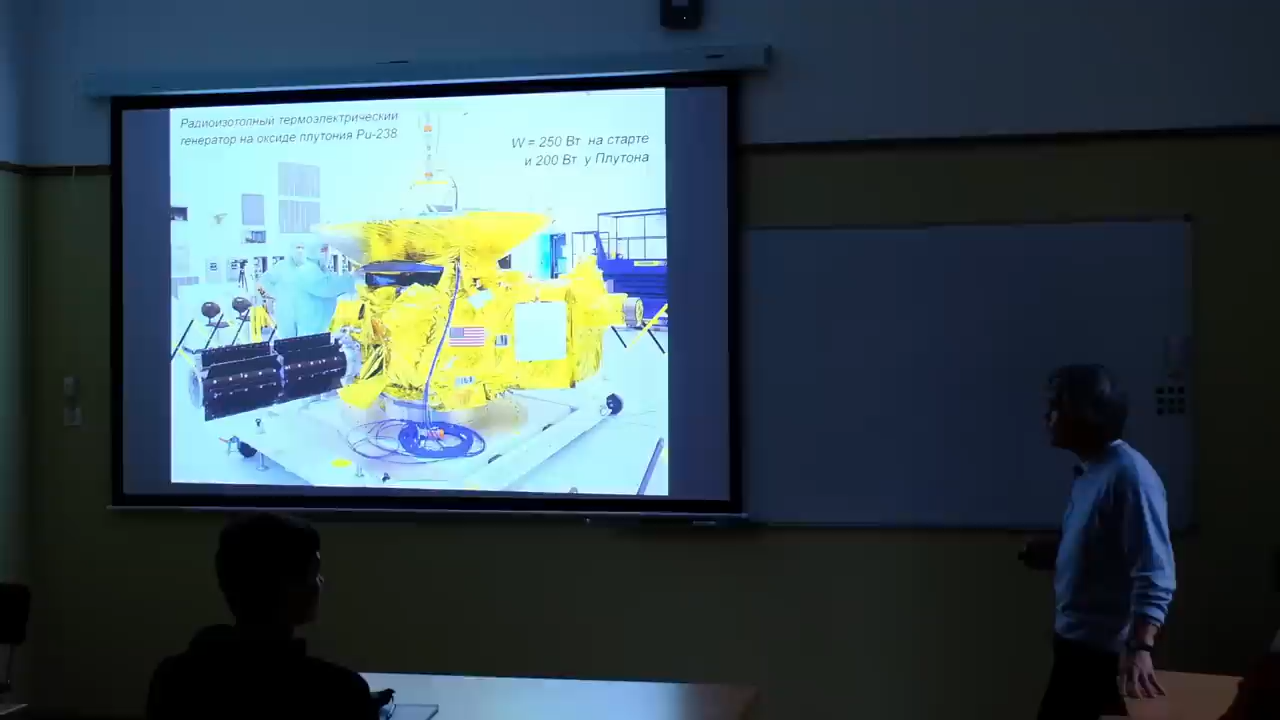 Радиоизотопный термоэлектрический
генератор на оксиде плутония Pu-238
W = 250 Вт на старте
и 200 Вт у Плутона